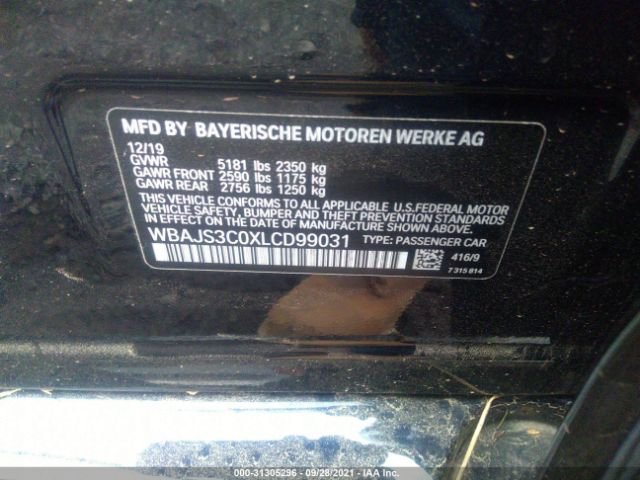 MFD BY BAYERISCHE MOTOREN WERKE AG
12/19
GVWR 5181 lbs 2350 kg
GAWR FRONT 2590 lbs 1175 kg
GAWR REAR 2756 lbs 1250 kg
THIS VEHICLE CONFORMS TO ALL APPLICABLE U.S.FEDERAL MOTOR
VEHICLE SAFETY, BUMPER AND THEFT PREVENTION STANDARDS
IN EFFECT ON THE DATE OF MANUFACTURE SHOWN ABOVE.
WBAJS3C0XLCD99031 TYPE: PASSENGER CAR
416/9
7 315 814
000-31305296 - 09/28/2021 - IAA Inc.